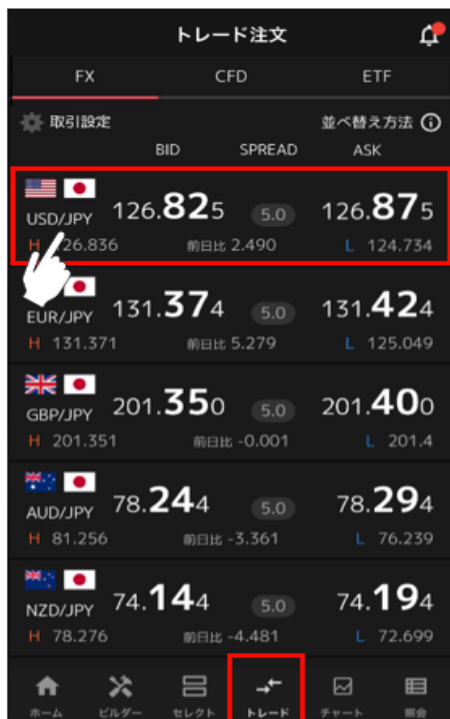 トレード注文
FX CFD ETF
取引設定 並べ替え方法
BID SPREAD ASK
126.825 5.0 126.875
USD/JPY
H 126.836 前日比 2.490 L 124.734
131.374 5.0 131.424
EUR/JPY
H 131.371 前日比 5.279 L 125.049
201.350 5.0 201.400
GBP/JPY
H 201.351 前日比 -0.001 L 201.4
78.244 5.0 78.294
AUD/JPY
H 81.256 前日比 -3.361 L 76.239
74.144 5.0 74.194
NZD/JPY
H 78.276 前日比 -4.481 L 72.699
ホーム ビルダー セレクト トレード チャート 照会